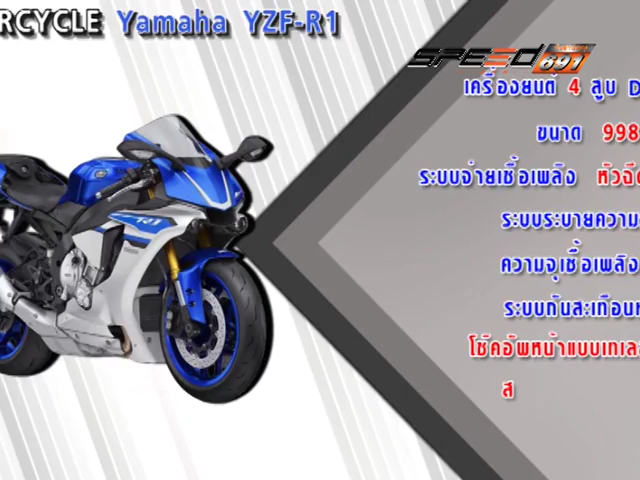 RCYCLE Yamaha YZF-R1
SPEED 691
เครื่องยนต์ 4 สูบ D
ขนาด 998
ระบบจ่ายเชื้อเพลิง หัวฉีด
ระบบระบายความ
ความจุเชื้อเพลิง
ระบบกันสะเทือนห
โช๊คอัพหน้าแบบเทเล
สี
R1